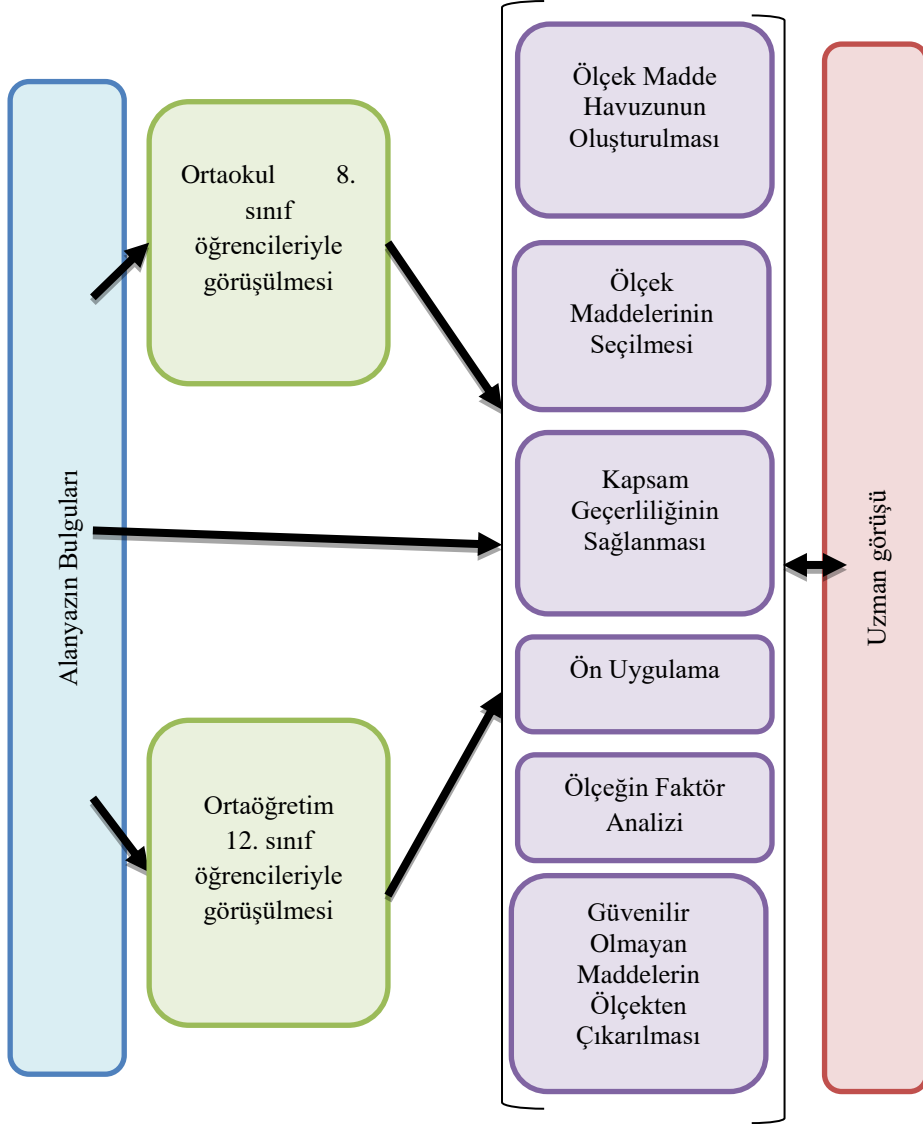 Alanyazın Bulguları
Ortaokul 8.
sınıf
öğrencileriyle
görüşülmesi
Ortaöğretim
12. sınıf
öğrencileriyle
görüşülmesi
Ölçek Madde
Havuzunun
Oluşturulması
Ölçek
Maddelerinin
Seçilmesi
Kapsam
Geçerliliğinin
Sağlanması
Ön Uygulama
Ölçeğin Faktör
Analizi
Güvenilir
Olmayan
Maddelerin
Ölçekten
Çıkarılması
Uzman görüşü